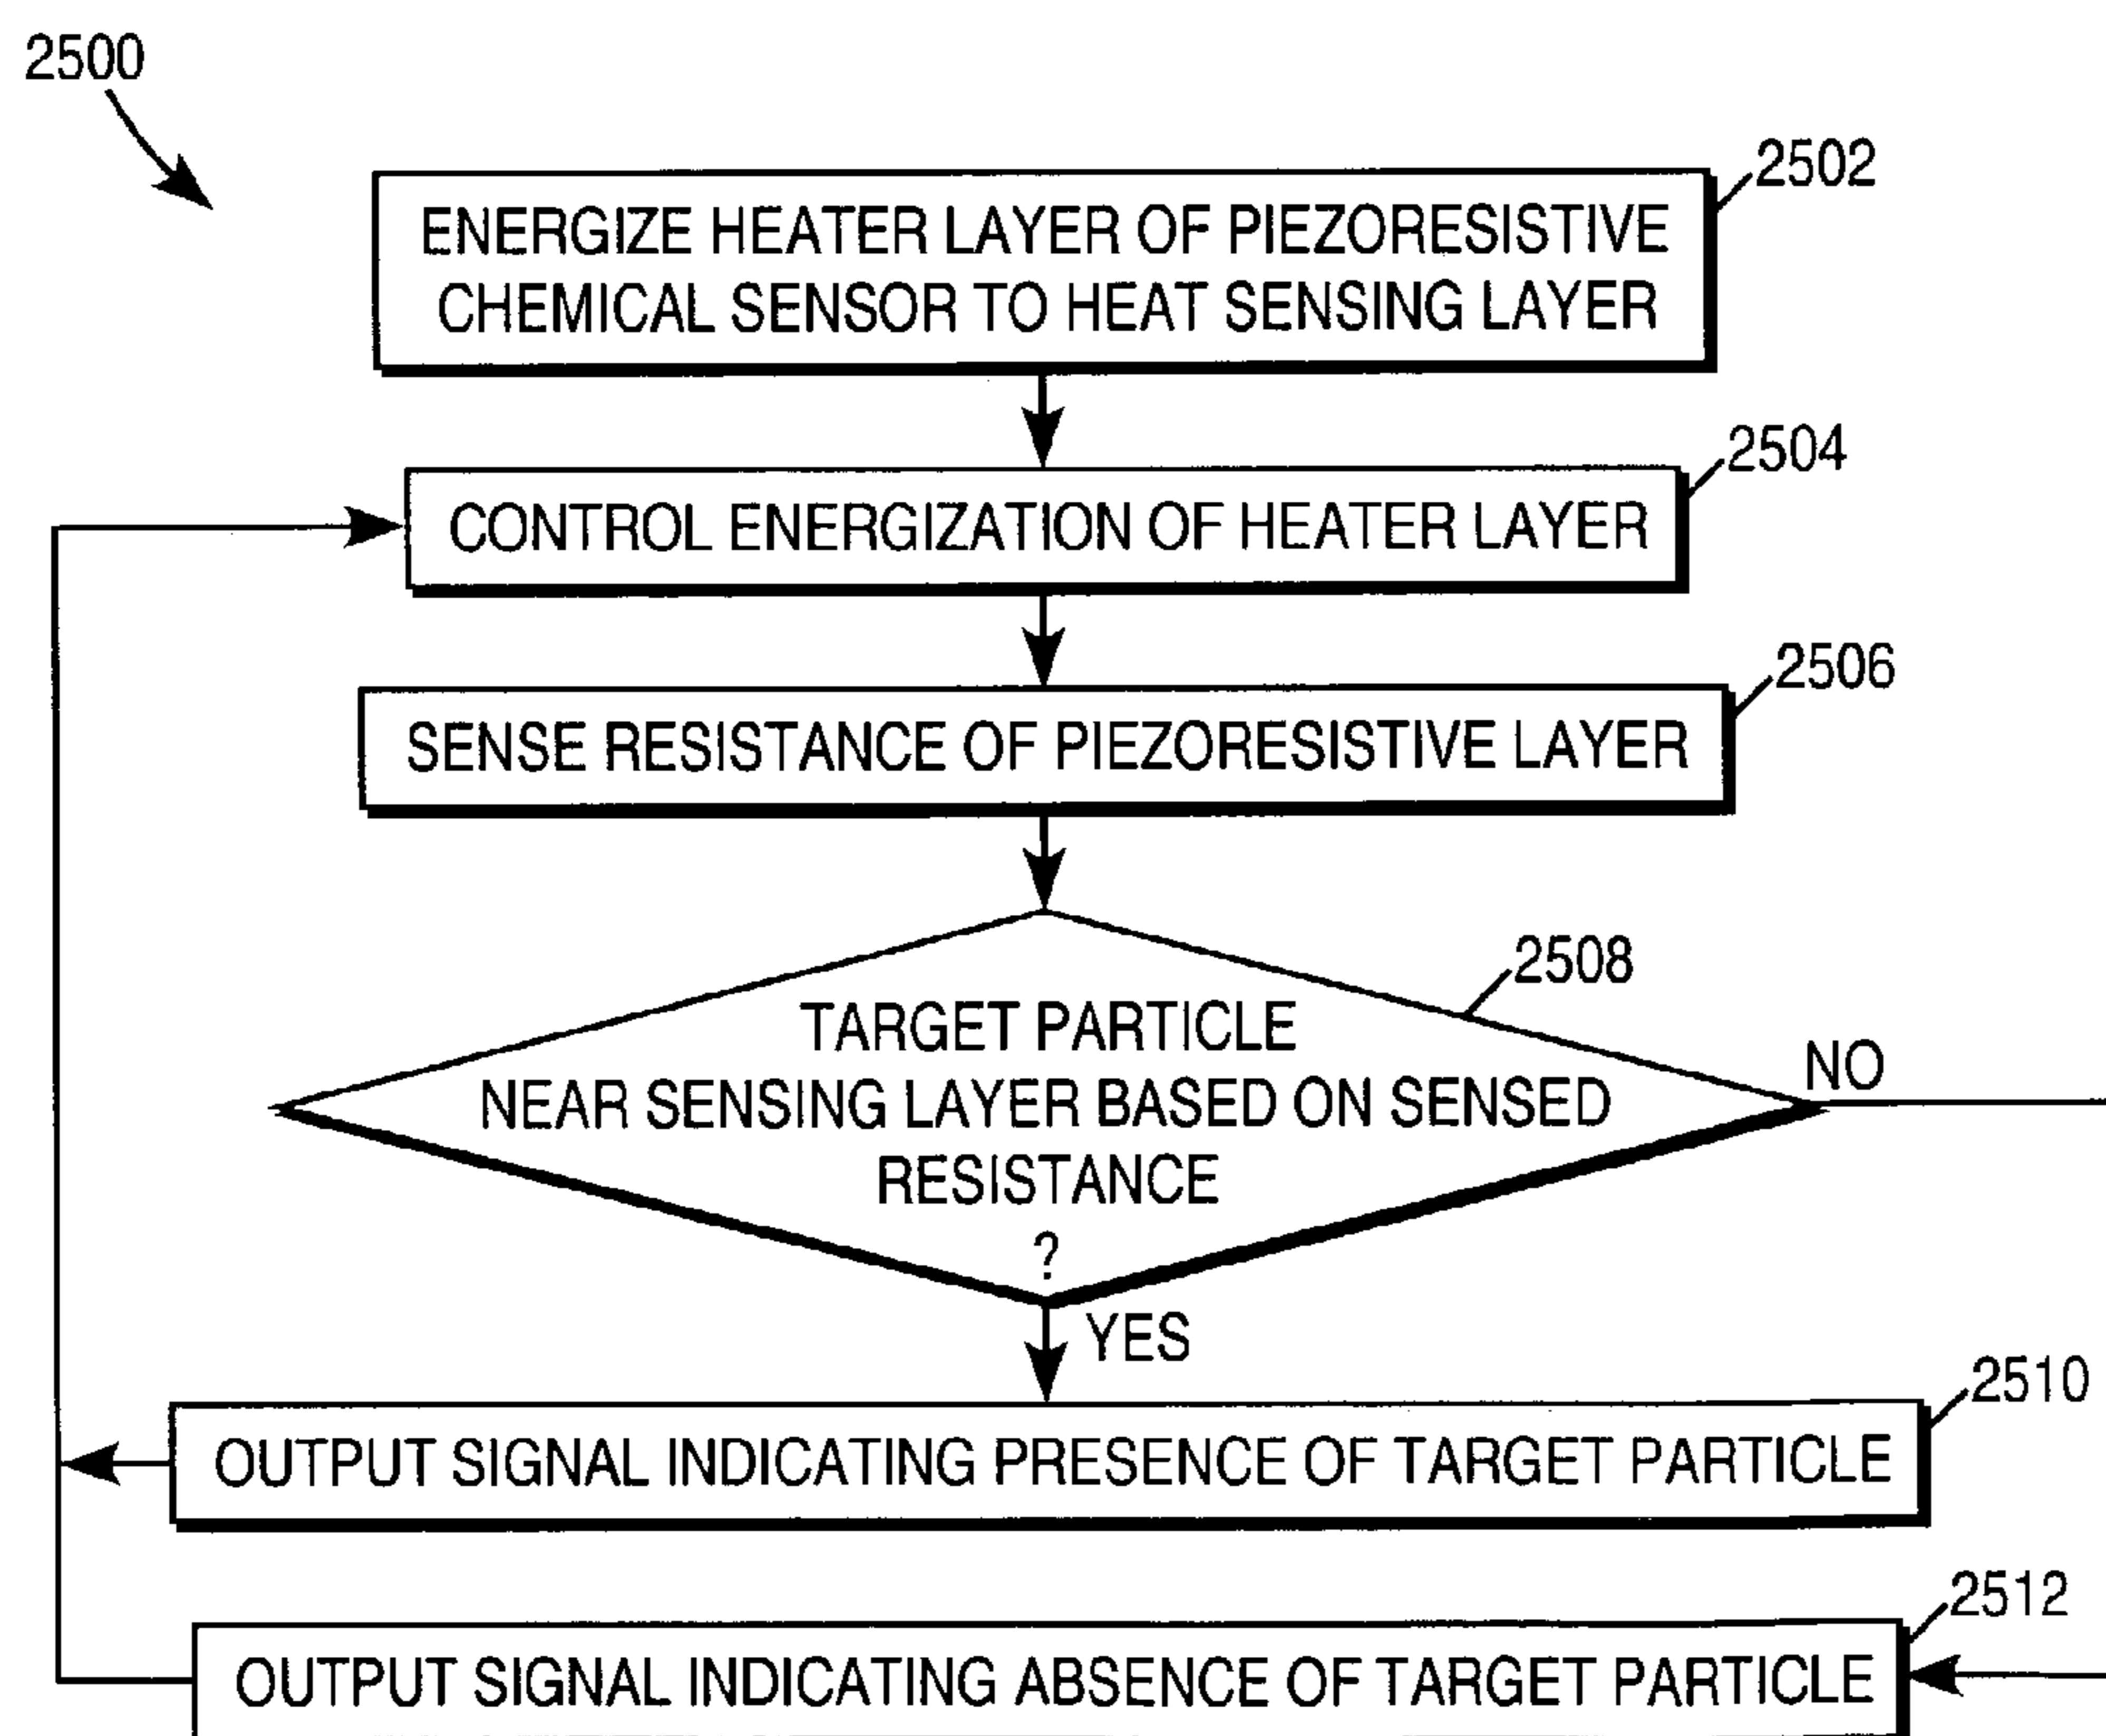 2500
2502
ENERGIZE HEATER LAYER OF PIEZORESISTIVE
CHEMICAL SENSOR TO HEAT SENSING LAYER
2504
CONTROL ENERGIZATION OF HEATER LAYER
2506
SENSE RESISTANCE OF PIEZORESISTIVE LAYER
2508
TARGET PARTICLE
NEAR SENSING LAYER BASED ON SENSED
RESISTANCE
?
NO
YES
2510
OUTPUT SIGNAL INDICATING PRESENCE OF TARGET PARTICLE
2512
OUTPUT SIGNAL INDICATING ABSENCE OF TARGET PARTICLE